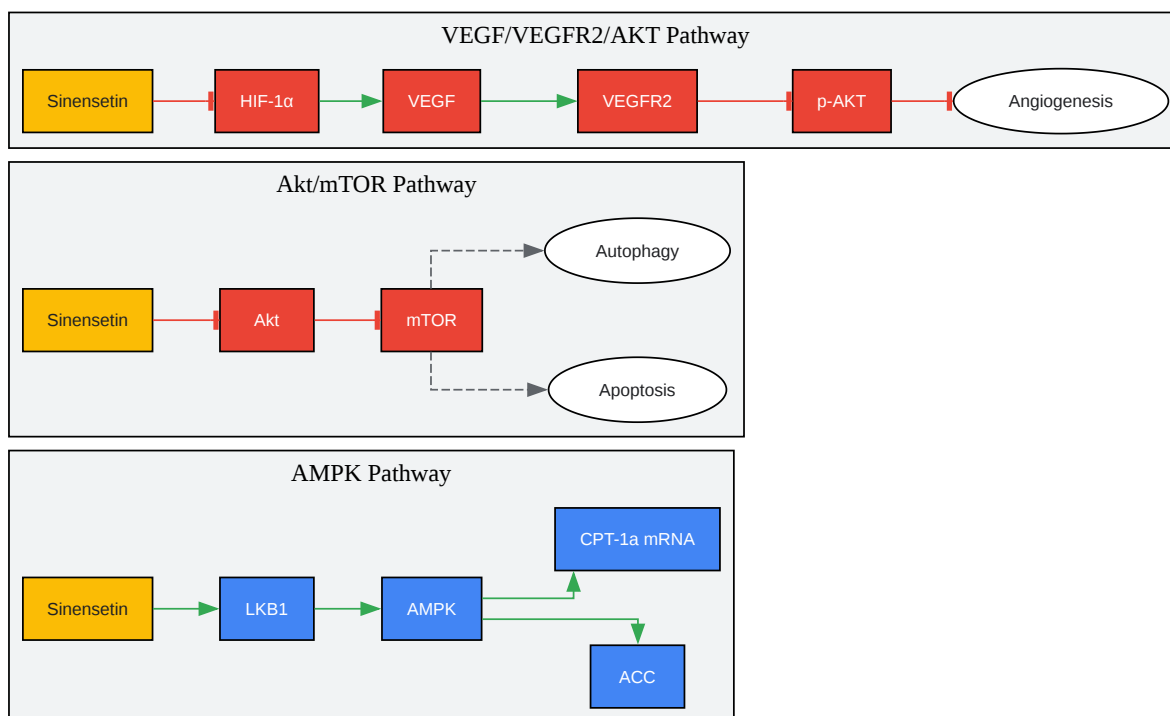 VEGF/VEGFR2/AKT Pathway
Sinensetin
HIF-1α
VEGF
VEGFR2
p-AKT
Angiogenesis
Akt/mTOR Pathway
Autophagy
Sinensetin
Akt
mTOR
Apoptosis
AMPK Pathway
CPT-1a mRNA
Sinensetin
LKB1
AMPK
ACC